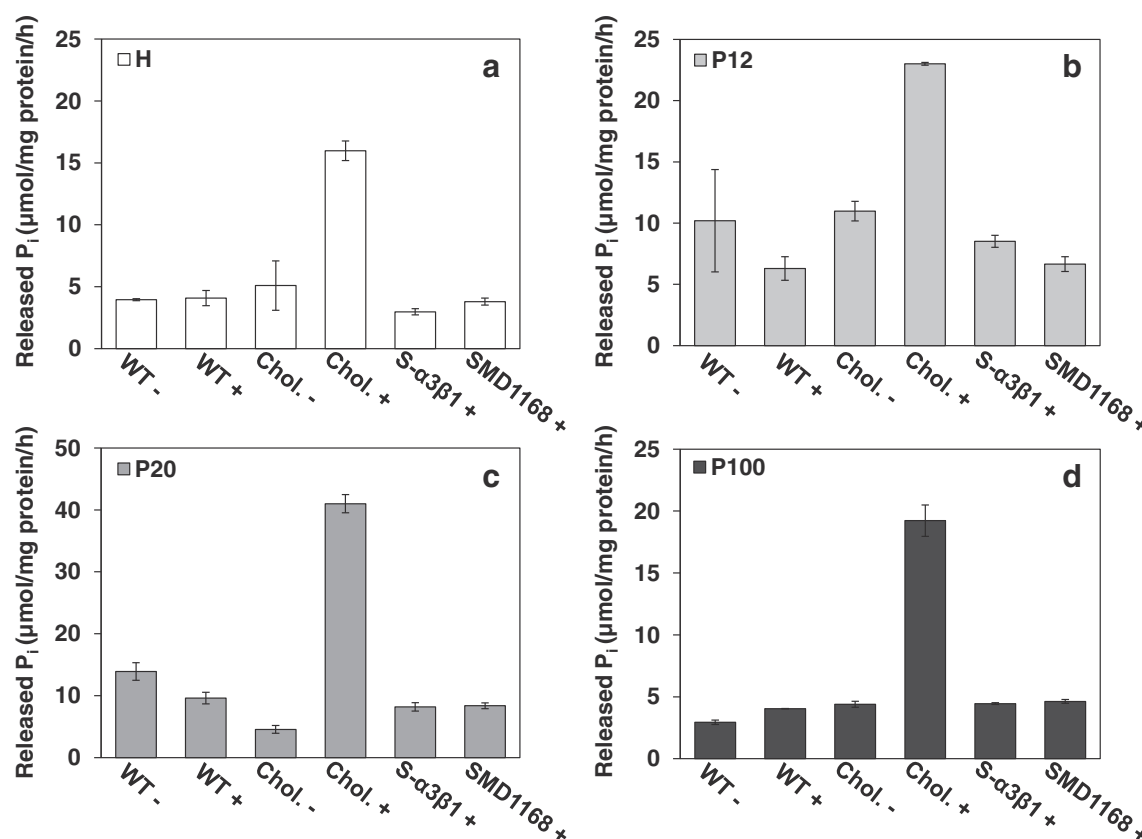 Released Pi (µmol/mg protein/h)
25
20
15
10
5
0
H
a
WT -
WT +
Chol. -
Chol. +
S-α3β1 +
SMD1168 +
Released Pi (µmol/mg protein/h)
25
20
15
10
5
0
P12
b
WT -
WT +
Chol. -
Chol. +
S-α3β1 +
SMD1168 +
Released Pi (µmol/mg protein/h)
50
40
30
20
10
0
P20
c
WT -
WT +
Chol. -
Chol. +
S-α3β1 +
SMD1168 +
Released Pi (µmol/mg protein/h)
25
20
15
10
5
0
P100
d
WT -
WT +
Chol. -
Chol. +
S-α3β1 +
SMD1168 +